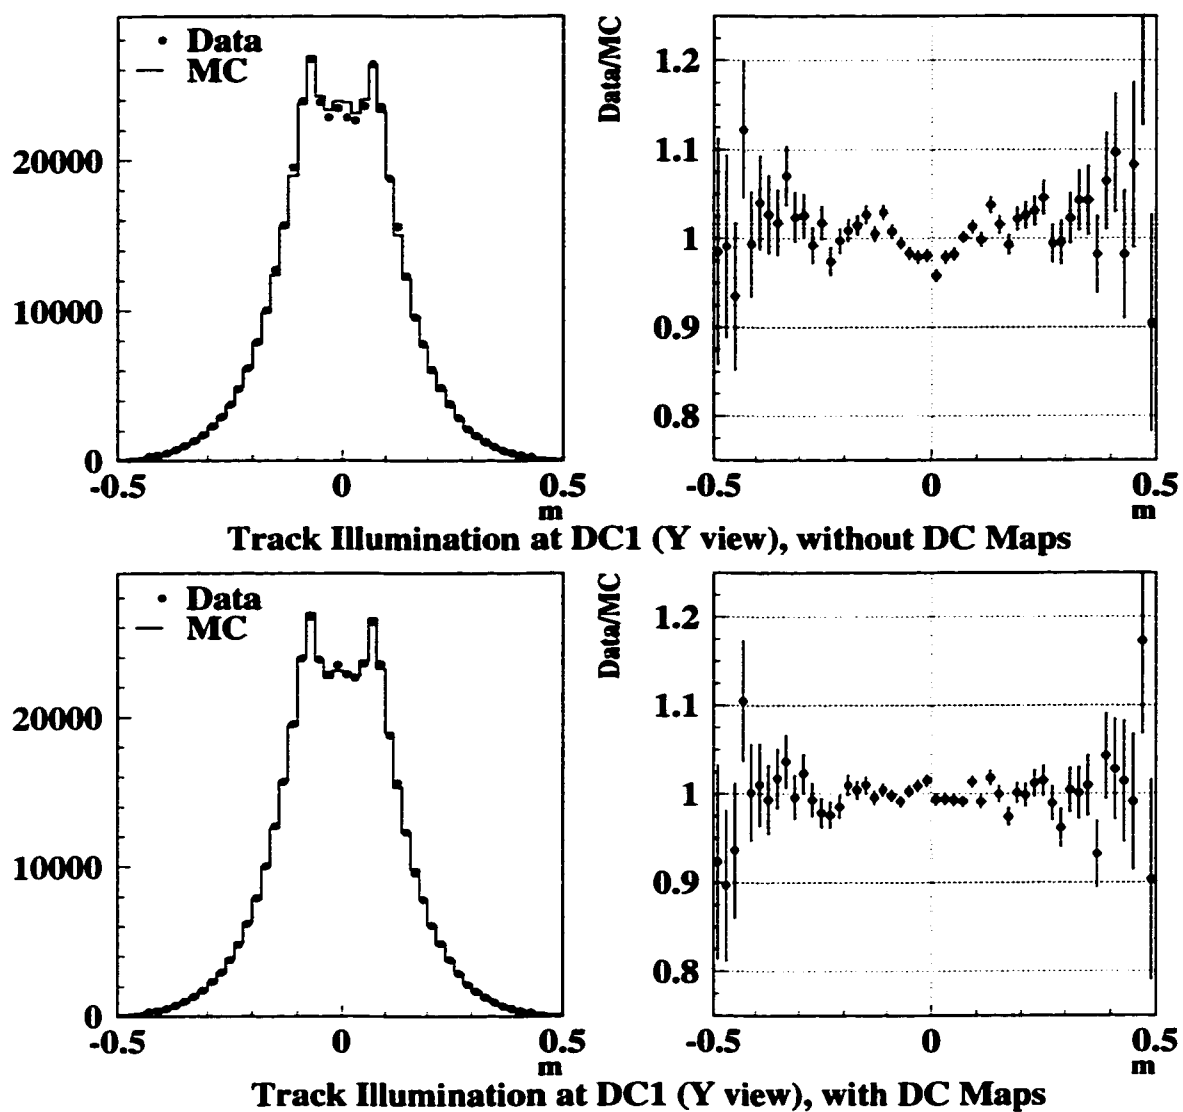 Data
MC
20000
10000
0
-0.5
0
0.5
m
Data/MC
1.2
1.1
1
0.9
0.8
-0.5
0
0.5
m
Track Illumination at DC1 (Y view), without DC Maps
Data
MC
20000
10000
0
-0.5
0
0.5
m
Data/MC
1.2
1.1
1
0.9
0.8
-0.5
0
0.5
m
Track Illumination at DC1 (Y view), with DC Maps